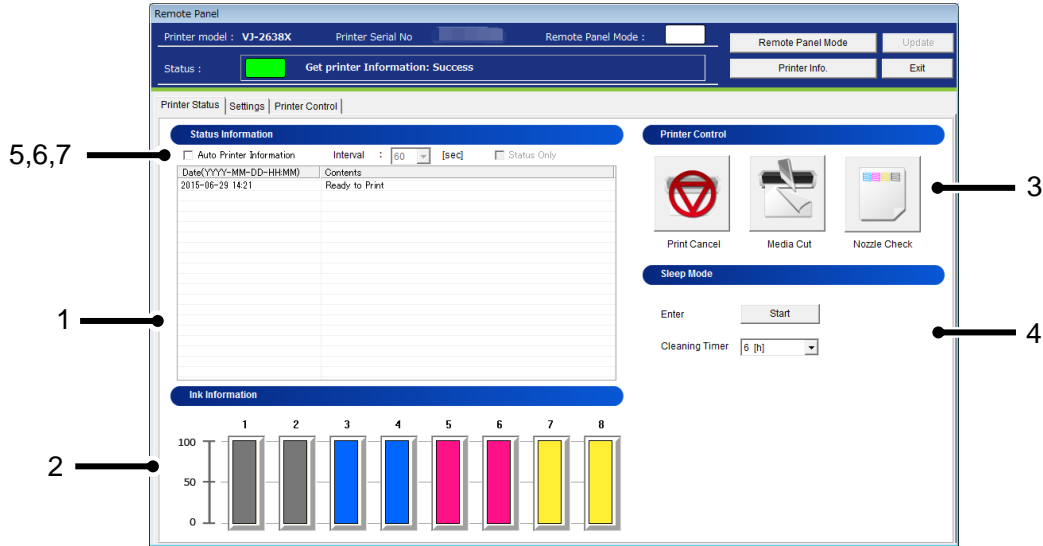 Remote Panel
Printer model : VJ-2638X Printer Serial No Remote Panel Mode :
Remote Panel Mode Update
Status : Get printer Information: Success
Printer Info. Exit
Printer Status Settings Printer Control
Status Information Printer Control
5,6,7
Auto Printer Information Interval : 60 [sec] Status Only
Date(YYYY-MM-DD-HH:MM) Contents
2015-06-29 14:21 Ready to Print
3
Print Cancel Media Cut Nozzle Check
Sleep Mode
1
Enter Start
4
Cleaning Timer 6 [h]
Ink Information
1 2 3 4 5 6 7 8
100
2
50
0